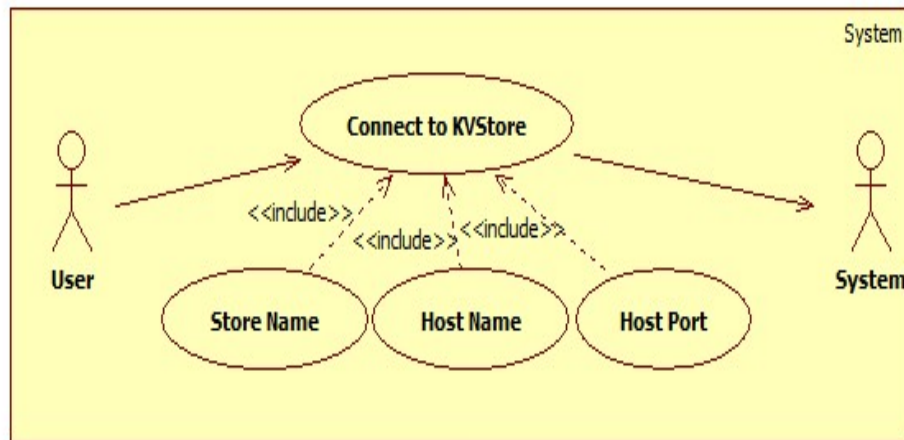 System
Connect to KVStore
<<include>>
<<include>>
<<include>>
User
System
Store Name
Host Name
Host Port